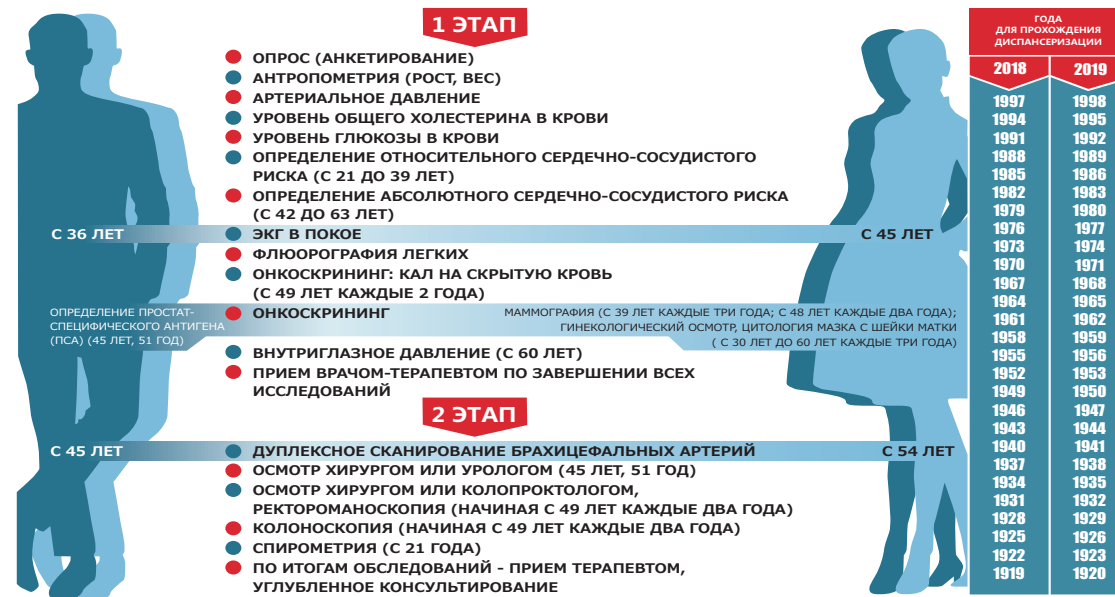 1 ЭТАП
ОПРОС (АНКЕТИРОВАНИЕ)
АНТРОПОМЕТРИЯ (РОСТ, ВЕС)
АРТЕРИАЛЬНОЕ ДАВЛЕНИЕ
УРОВЕНЬ ОБЩЕГО ХОЛЕСТЕРИНА В КРОВИ
УРОВЕНЬ ГЛЮКОЗЫ В КРОВИ
ОПРЕДЕЛЕНИЕ ОТНОСИТЕЛЬНОГО СЕРДЕЧНО-СОСУДИСТОГО
РИСКА (С 21 ДО 39 ЛЕТ)
ОПРЕДЕЛЕНИЕ АБСОЛЮТНОГО СЕРДЕЧНО-СОСУДИСТОГО РИСКА
(С 42 ДО 63 ЛЕТ)
С 36 ЛЕТ
ЭКГ В ПОКОЕ
С 45 ЛЕТ
ФЛЮОРОГРАФИЯ ЛЕГКИХ
ОНКОСКРИНИНГ: КАЛ НА СКРЫТУЮ КРОВЬ
(С 49 ЛЕТ КАЖДЫЕ 2 ГОДА)
ОПРЕДЕЛЕНИЕ ПРОСТАТ-
СПЕЦИФИЧЕСКОГО АНТИГЕНА
(ПСА) (45 ЛЕТ, 51 ГОД)
ОНКОСКРИНИНГ
МАММОГРАФИЯ (С 39 ЛЕТ КАЖДЫЕ ТРИ ГОДА; С 48 ЛЕТ КАЖДЫЕ ДВА ГОДА);
ГИНЕКОЛОГИЧЕСКИЙ ОСМОТР, ЦИТОЛОГИЯ МАЗКА С ШЕЙКИ МАТКИ
( С 30 ЛЕТ ДО 60 ЛЕТ КАЖДЫЕ ТРИ ГОДА)
ВНУТРИГЛАЗНОЕ ДАВЛЕНИЕ (С 60 ЛЕТ)
ПРИЕМ ВРАЧОМ-ТЕРАПЕВТОМ ПО ЗАВЕРШЕНИИ ВСЕХ
ИССЛЕДОВАНИЙ
2 ЭТАП
С 45 ЛЕТ
ДУПЛЕКСНОЕ СКАНИРОВАНИЕ БРАХИЦЕФАЛЬНЫХ АРТЕРИЙ
С 54 ЛЕТ
ОСМОТР ХИРУРГОМ ИЛИ УРОЛОГОМ (45 ЛЕТ, 51 ГОД)
ОСМОТР ХИРУРГОМ ИЛИ КОЛОПРОКТОЛОГОМ,
РЕКТОРОМАНОСКОПИЯ (НАЧИНАЯ С 49 ЛЕТ КАЖДЫЕ ДВА ГОДА)
КОЛОНОСКОПИЯ (НАЧИНАЯ С 49 ЛЕТ КАЖДЫЕ ДВА ГОДА)
СПИРОМЕТРИЯ (С 21 ГОДА)
ПО ИТОГАМ ОБСЛЕДОВАНИЙ - ПРИЕМ ТЕРАПЕВТОМ,
УГЛУБЛЕННОЕ КОНСУЛЬТИРОВАНИЕ
ГОДА
ДЛЯ ПРОХОЖДЕНИЯ
ДИСПАНСЕРИЗАЦИИ
2018 2019
1997 1998
1994 1995
1991 1992
1988 1989
1985 1986
1982 1983
1979 1980
1976 1977
1973 1974
1970 1971
1967 1968
1964 1965
1961 1962
1958 1959
1955 1956
1952 1953
1949 1950
1946 1947
1943 1944
1940 1941
1937 1938
1934 1935
1931 1932
1928 1929
1925 1926
1922 1923
1919 1920